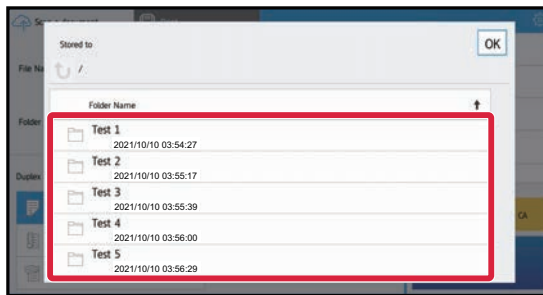 Stored to
OK
/
File Na
Folder Name
Folder
Test 1
2021/10/10 03:54:27
Test 2
2021/10/10 03:55:17
Duplex
Test 3
2021/10/10 03:55:39
Test 4
2021/10/10 03:56:00
CA
Test 5
2021/10/10 03:56:29